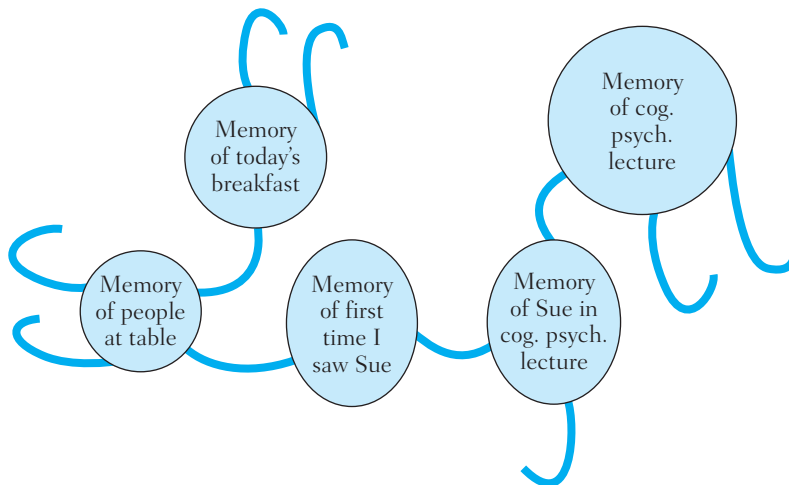 Memory
of today's
breakfast
Memory
of cog.
psych.
lecture
Memory
of people
at table
Memory
of first
time I
saw Sue
Memory
of Sue in
cog. psych.
lecture